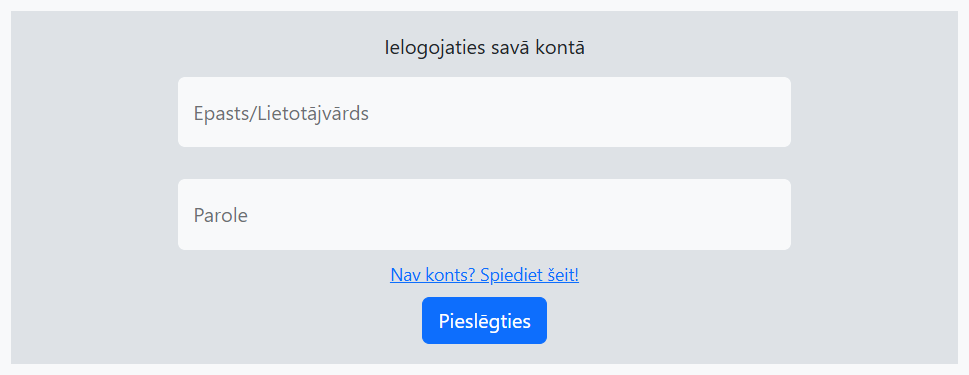 Ielogojaties savā kontā
Epasts/Lietotājvārds
Parole
Nav konts? Spiediet šeit!
Pieslēgties